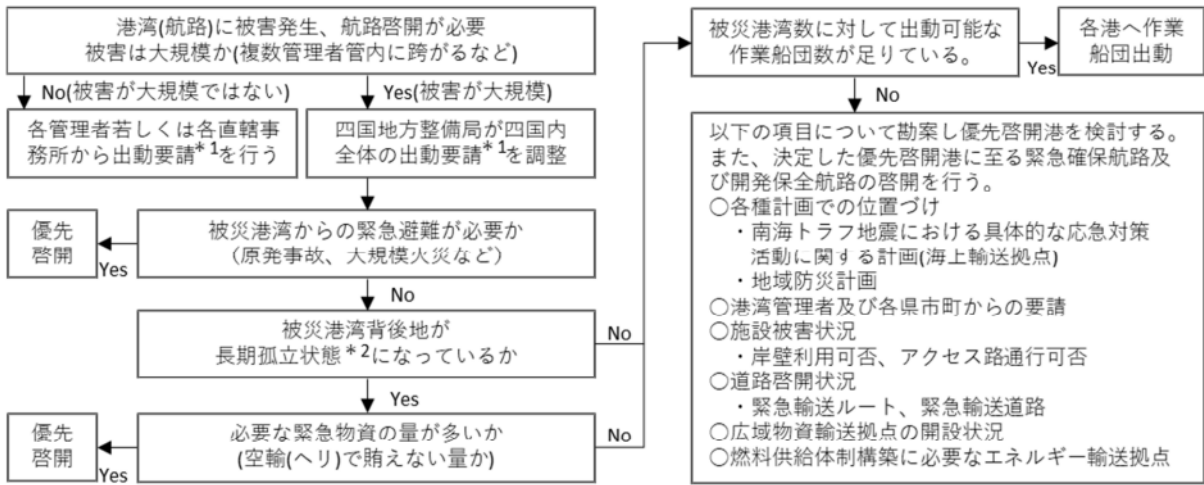 港湾(航路)に被害発生、航路啓開が必要
被害は大規模か(複数管理者管内に跨がるなど)
No(被害が大規模ではない)
Yes(被害が大規模)
各管理者若しくは各直轄事
務所から出動要請*1を行う
四国地方整備局が四国内
全体の出動要請*1を調整
優先
啓開
Yes
被災港湾からの緊急避難が必要か
(原発事故、大規模火災など)
No
被災港湾背後地が
長期孤立状態*2になっているか
No
Yes
優先
啓開
Yes
必要な緊急物資の量が多いか
(空輸(ヘリ)で賄えない量か)
No
被災港湾数に対して出動可能な
作業船団数が足りている。
Yes
各港へ作業
船団出動
No
以下の項目について勘案し優先啓開港を検討する。
また、決定した優先啓開港に至る緊急確保航路及
び開発保全航路の啓開を行う。
○各種計画での位置づけ
・南海トラフ地震における具体的な応急対策
活動に関する計画(海上輸送拠点)
・地域防災計画
○港湾管理者及び各県市町からの要請
○施設被害状況
・岸壁利用可否、アクセス路通行可否
○道路啓開状況
・緊急輸送ルート、緊急輸送道路
○広域物資輸送拠点の開設状況
○燃料供給体制構築に必要なエネルギー輸送拠点